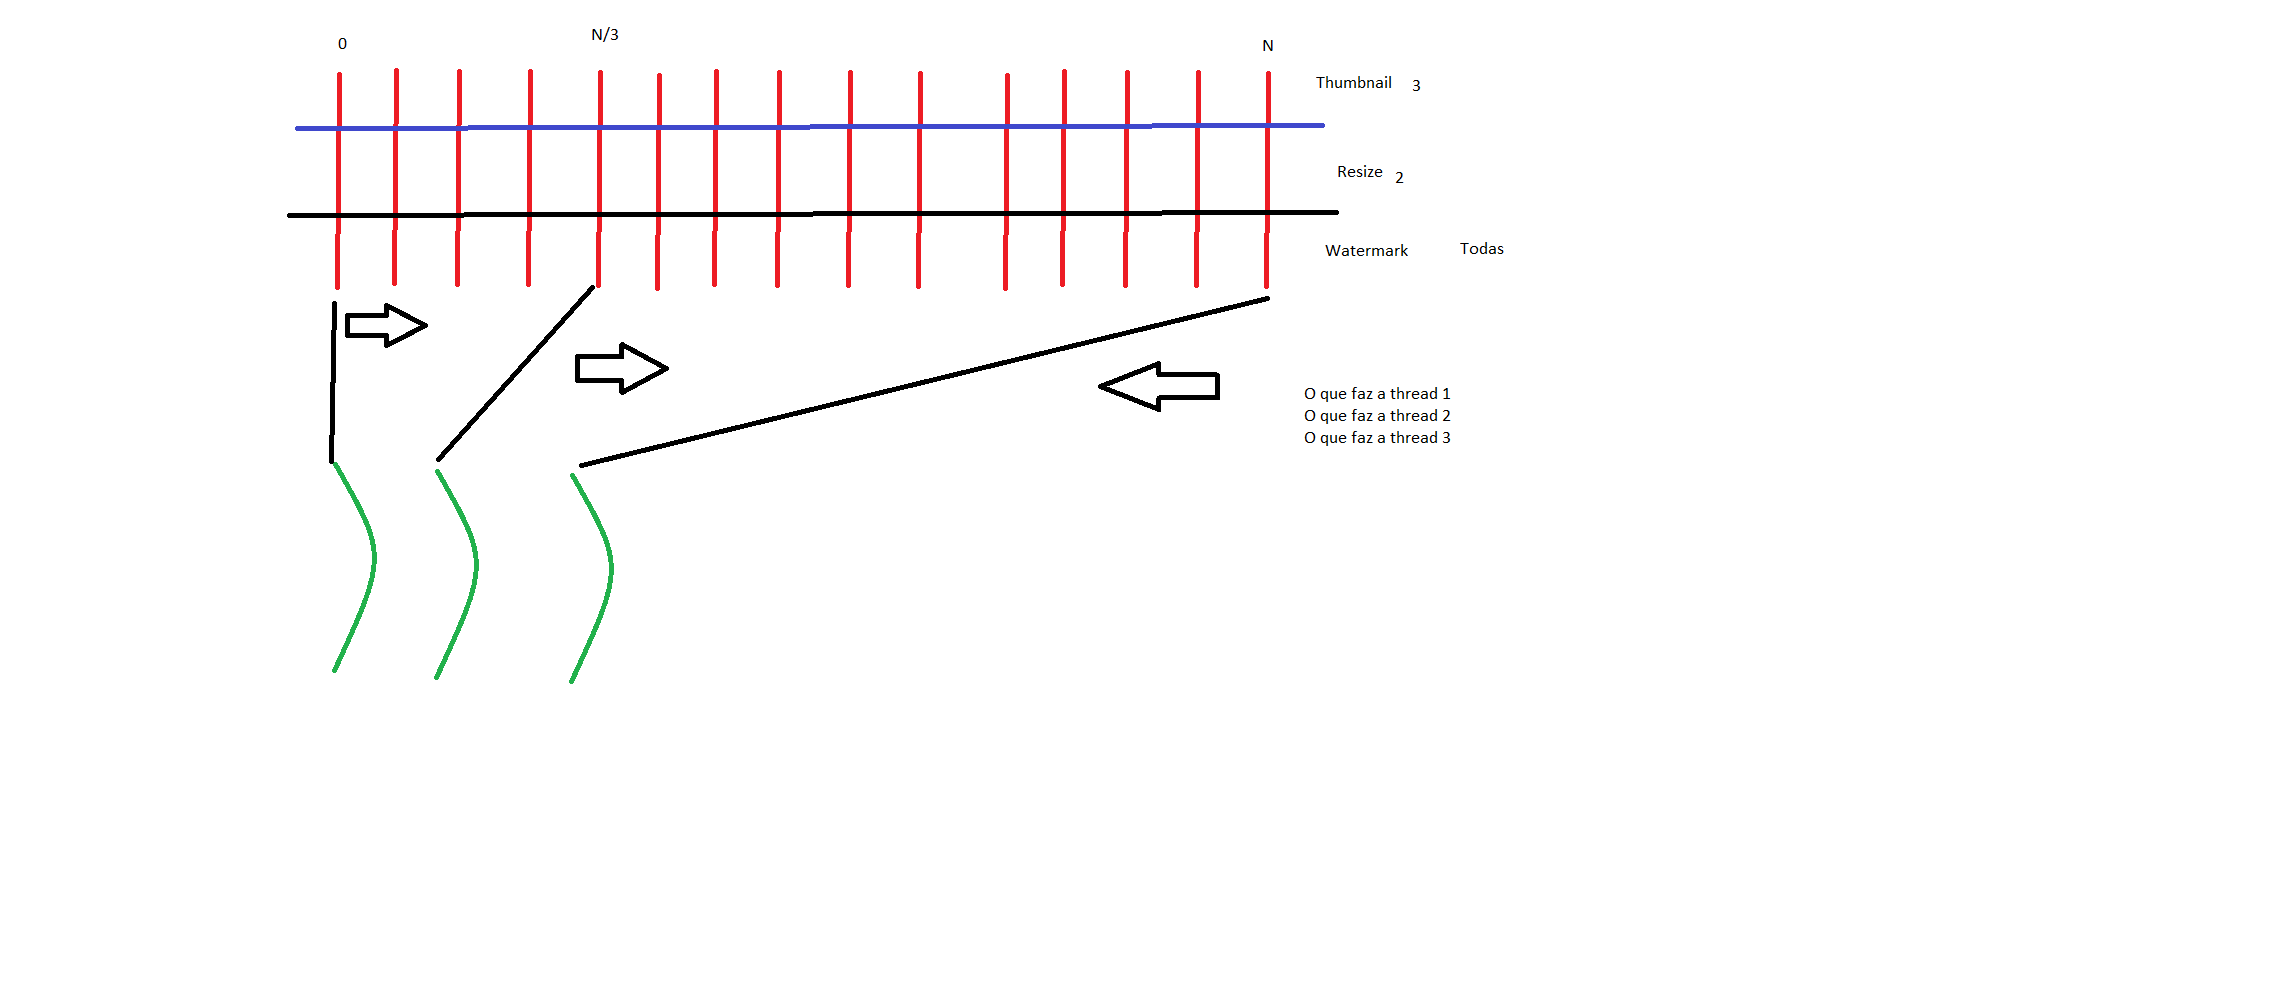 0
N/3
N
Thumbnail 3
Resize 2
Watermark Todas
O que faz a thread 1
O que faz a thread 2
O que faz a thread 3